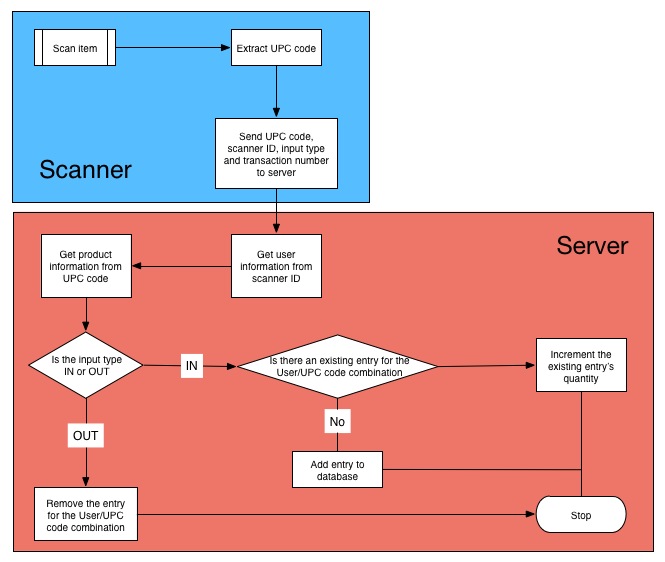 Scan item
Extract UPC code
Send UPC code,
scanner ID, input type
and transaction number
to server
Scanner
Server
Get product
information from
UPC code
Get user
information from
scanner ID
Is the input type
IN or OUT
IN
Is there an existing entry for the
User/UPC code combination
Increment the
existing entry's
quantity
OUT
No
Add entry to
database
Remove the entry
for the User/UPC
code combination
Stop